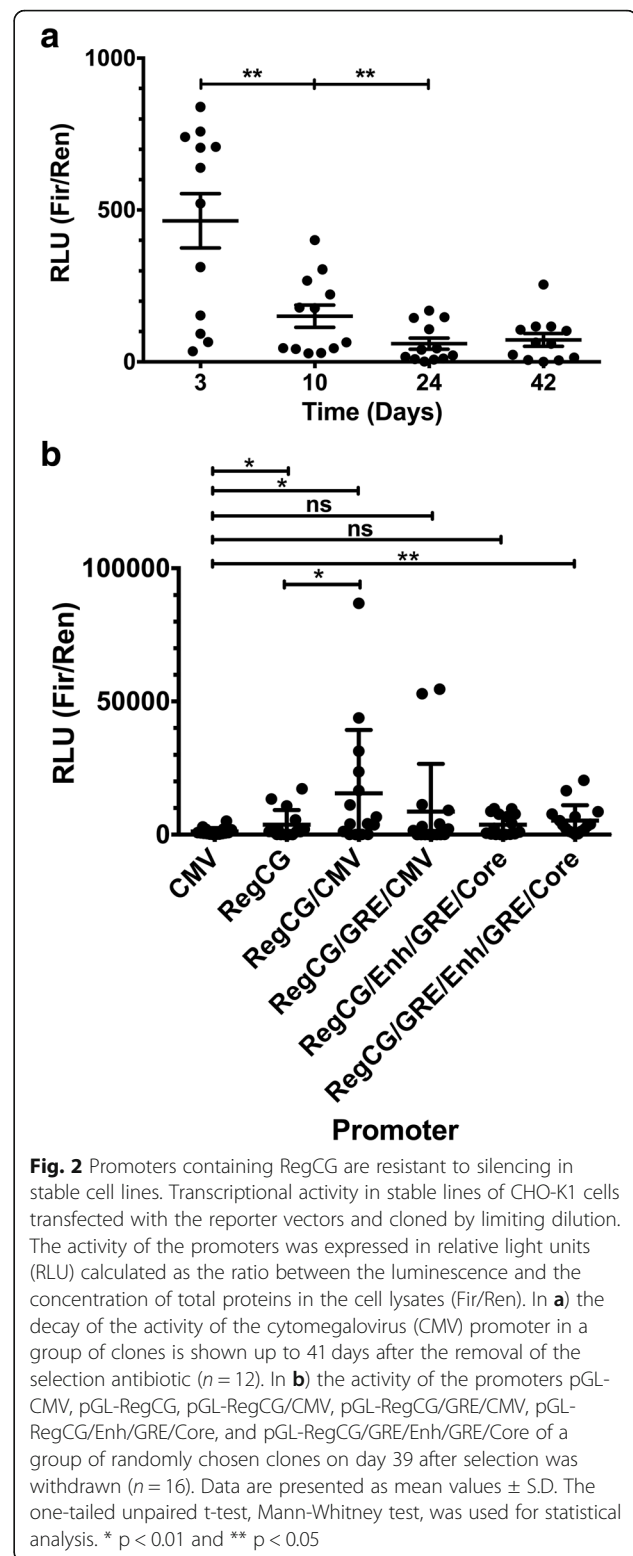 a
** **
1000
500
0
RLU (Fir/Ren)
3 10 24 42
Time (Days)
b
*
*
ns
ns
**
*
100000
50000
0
RLU (Fir/Ren)
CMV
RegCG
RegCG/CMV
RegCG/GRE/CMV
RegCG/Enh/GRE/Core
RegCG/GRE/Enh/GRE/Core
Promoter
Fig. 2 Promoters containing RegCG are resistant to silencing in
stable cell lines. Transcriptional activity in stable lines of CHO-K1 cells
transfected with the reporter vectors and cloned by limiting dilution.
The activity of the promoters was expressed in relative light units
(RLU) calculated as the ratio between the luminescence and the
concentration of total proteins in the cell lysates (Fir/Ren). In a) the
decay of the activity of the cytomegalovirus (CMV) promoter in a
group of clones is shown up to 41 days after the removal of the
selection antibiotic (n = 12). In b) the activity of the promoters pGL-
CMV, pGL-RegCG, pGL-RegCG/CMV, pGL-RegCG/GRE/CMV, pGL-
RegCG/Enh/GRE/Core, and pGL-RegCG/GRE/Enh/GRE/Core of a
group of randomly chosen clones on day 39 after selection was
withdrawn (n = 16). Data are presented as mean values ± S.D. The
one-tailed unpaired t-test, Mann-Whitney test, was used for statistical
analysis. * p < 0.01 and ** p < 0.05